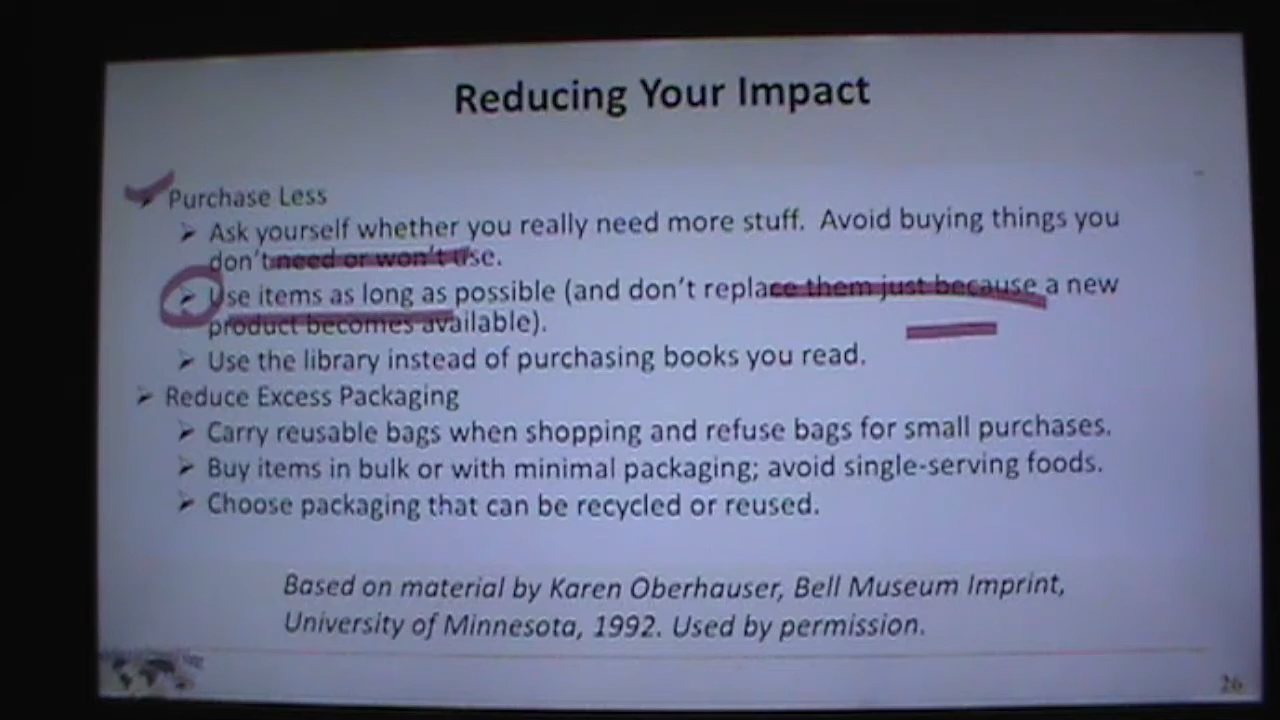 Reducing Your Impact
Purchase Less
Ask yourself whether you really need more stuff. Avoid buying things you
don't need or won't use.
Use items as long as possible (and don't replace them just because a new
product becomes available).
Use the library instead of purchasing books you read.
Reduce Excess Packaging
Carry reusable bags when shopping and refuse bags for small purchases.
Buy items in bulk or with minimal packaging; avoid single-serving foods.
Choose packaging that can be recycled or reused.
Based on material by Karen Oberhauser, Bell Museum Imprint,
University of Minnesota, 1992. Used by permission.
26